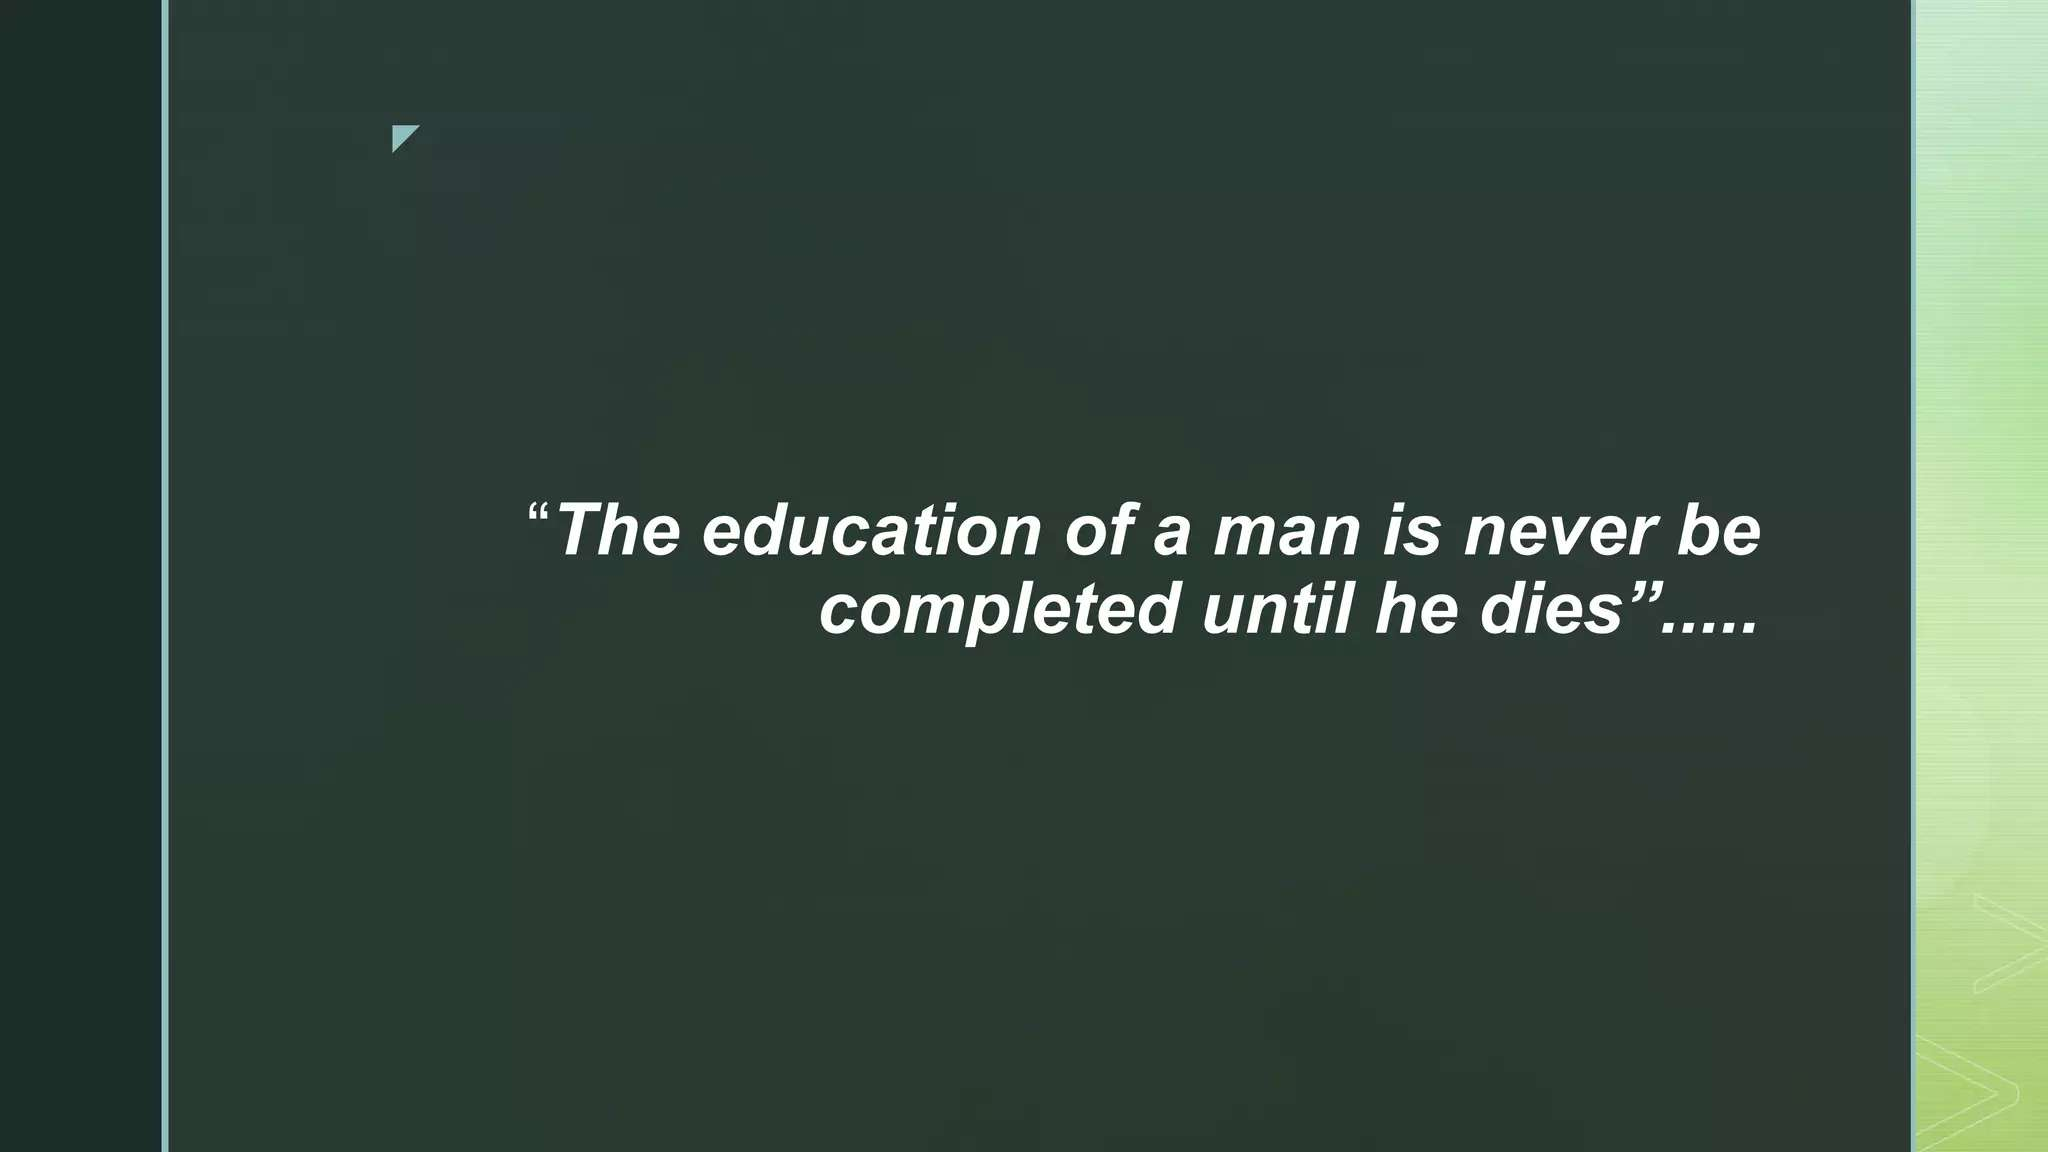 “The education of a man is never be
completed until he dies”.....